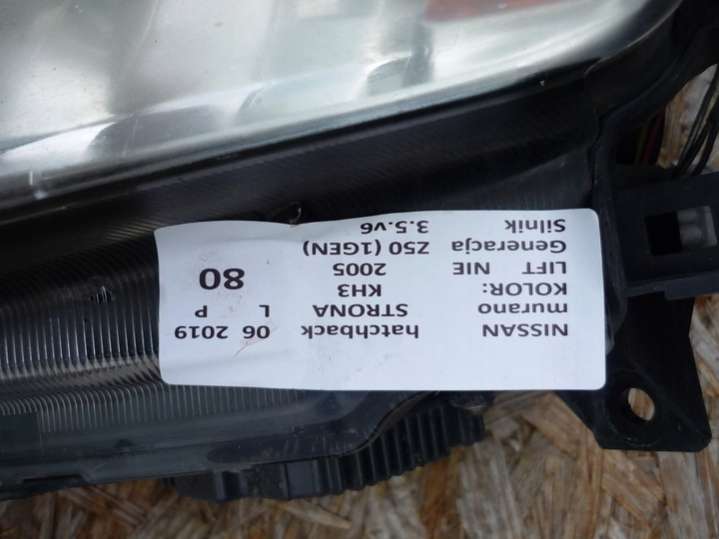 NISSAN hatchback 06 2019
murano STRONA L P
KOLOR: KH3
LIFT NIE 2005 80
Generacja Z50 (1GEN)
Silnik 3.5.v6